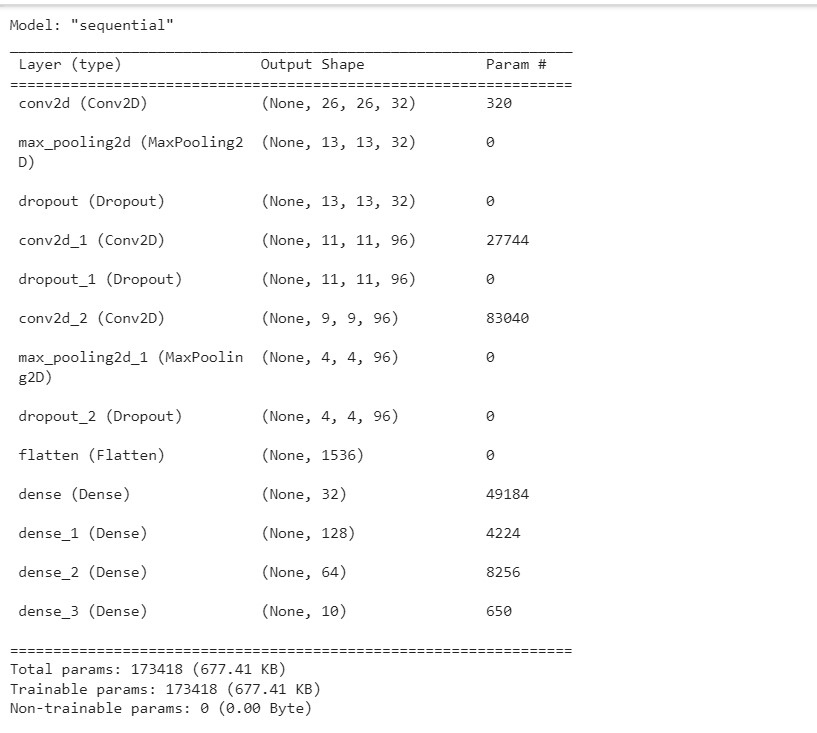 Model: "sequential"
_________________________________________________________________
Layer (type) Output Shape Param #
=================================================================
conv2d (Conv2D) (None, 26, 26, 32) 320
max_pooling2d (MaxPooling2 (None, 13, 13, 32) 0
D)
dropout (Dropout) (None, 13, 13, 32) 0
conv2d_1 (Conv2D) (None, 11, 11, 96) 27744
dropout_1 (Dropout) (None, 11, 11, 96) 0
conv2d_2 (Conv2D) (None, 9, 9, 96) 83040
max_pooling2d_1 (MaxPoolin (None, 4, 4, 96) 0
g2D)
dropout_2 (Dropout) (None, 4, 4, 96) 0
flatten (Flatten) (None, 1536) 0
dense (Dense) (None, 32) 49184
dense_1 (Dense) (None, 128) 4224
dense_2 (Dense) (None, 64) 8256
dense_3 (Dense) (None, 10) 650
=================================================================
Total params: 173418 (677.41 KB)
Trainable params: 173418 (677.41 KB)
Non-trainable params: 0 (0.00 Byte)